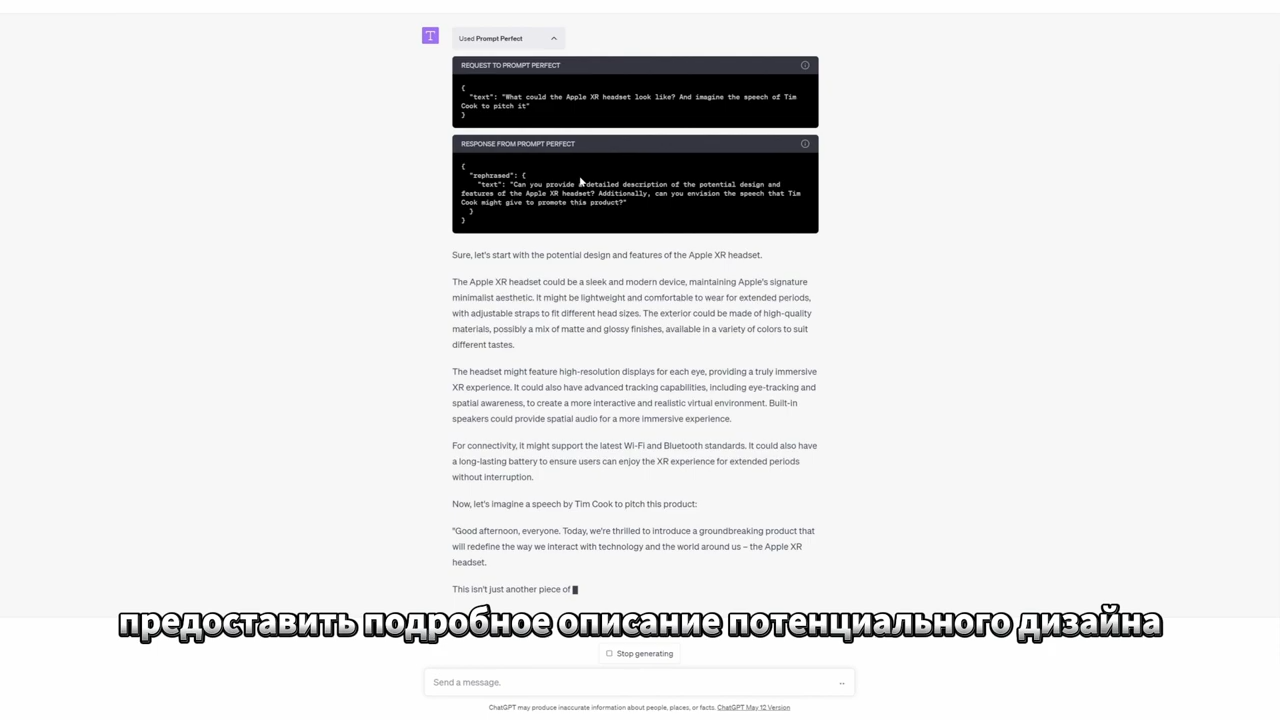 T
Used Prompt Perfect
REQUEST TO PROMPT PERFECT
{
"text": "What could the Apple XR headset look like? And imagine the speech of Tim
Cook to pitch it"
}
RESPONSE FROM PROMPT PERFECT
{
"rephrased": {
"text": "Can you provide a detailed description of the potential design and
features of the Apple XR headset? Additionally, can you envision the speech that Tim
Cook might give to promote this product?"
}
}
Sure, let's start with the potential design and features of the Apple XR headset.
The Apple XR headset could be a sleek and modern device, maintaining Apple's signature
minimalist aesthetic. It might be lightweight and comfortable to wear for extended periods,
with adjustable straps to fit different head sizes. The exterior could be made of high-quality
materials, possibly a mix of matte and glossy finishes, available in a variety of colors to suit
different tastes.
The headset might feature high-resolution displays for each eye, providing a truly immersive
XR experience. It could also have advanced tracking capabilities, including eye-tracking and
spatial awareness, to create a more interactive and realistic virtual environment. Built-in
speakers could provide spatial audio for a more immersive experience.
For connectivity, it might support the latest Wi-Fi and Bluetooth standards. It could also have
a long-lasting battery to ensure users can enjoy the XR experience for extended periods
without interruption.
Now, let's imagine a speech by Tim Cook to pitch this product:
"Good afternoon, everyone. Today, we're thrilled to introduce a groundbreaking product that
will redefine the way we interact with technology and the world around us – the Apple XR
headset.
This isn't just another piece of
предоставить подробное описание потенциального дизайна
Stop generating
Send a message.
ChatGPT may produce inaccurate information about people, places, or facts. ChatGPT May 12 Version